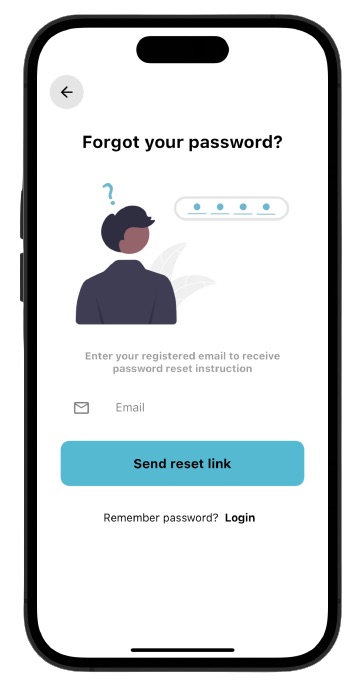 Forgot your password?
?
Enter your registered email to receive
password reset instruction
Email
Send reset link
Remember password? Login